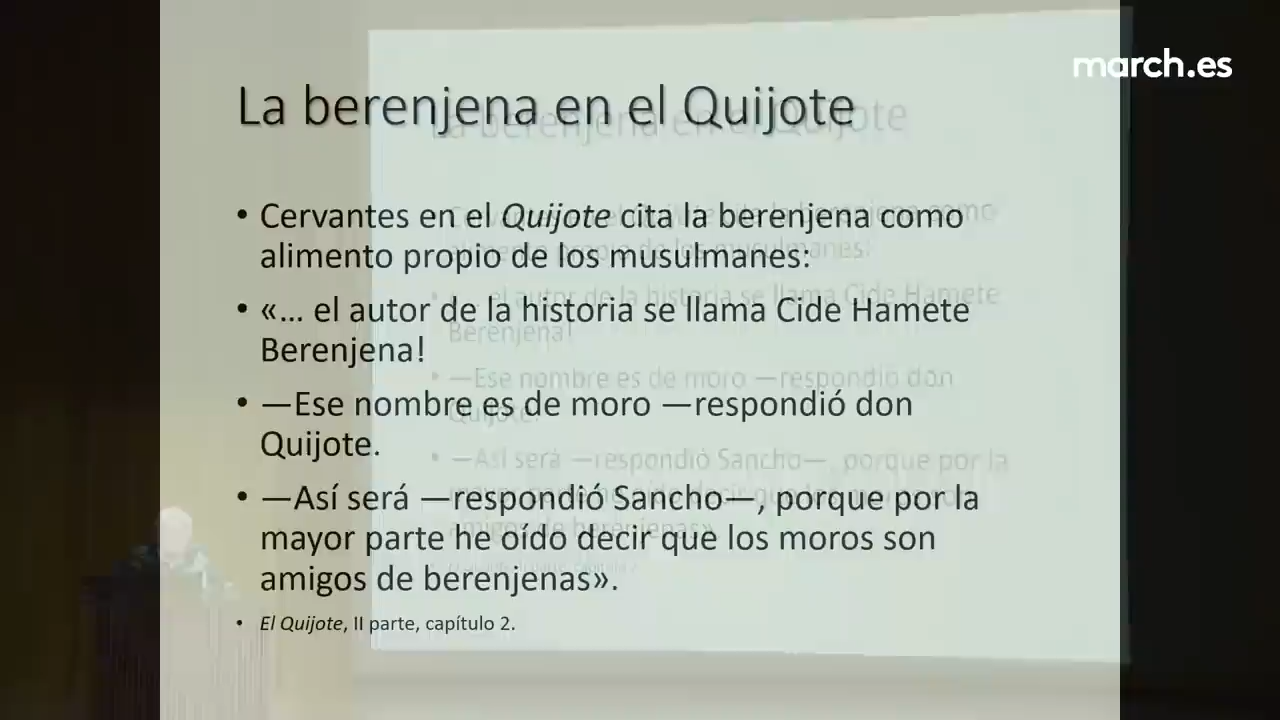 march.es
La berenjena en el Quijote
• Cervantes en el Quijote cita la berenjena como
alimento propio de los musulmanes:
• «… el autor de la historia se llama Cide Hamete
Berenjena!
• —Ese nombre es de moro —respondió don
Quijote.
• —Así será —respondió Sancho—, porque por la
mayor parte he oído decir que los moros son
amigos de berenjenas».
• El Quijote, II parte, capítulo 2.